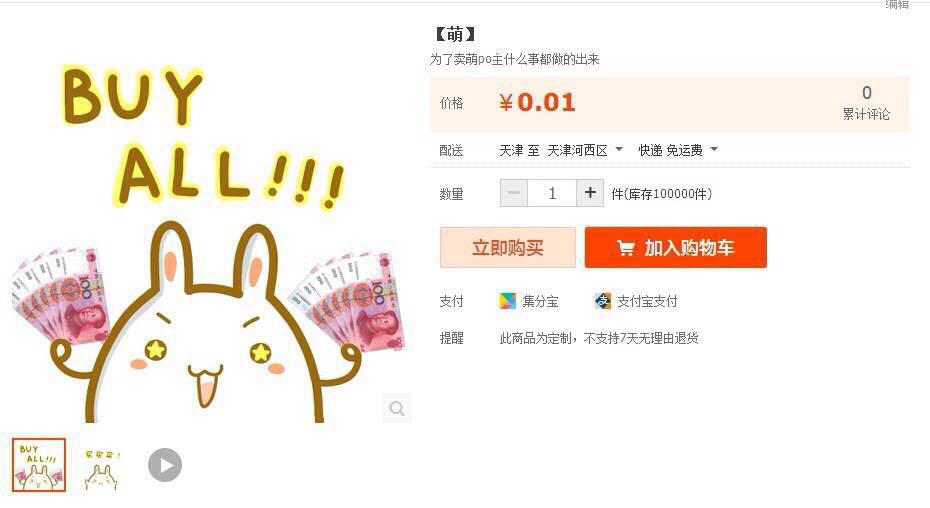 编辑
【萌】
为了卖萌po主什么事都做的出来
BUY
ALL!!!
价格
¥0.01
0
累计评论
配送
天津 至 天津河西区
快递 免运费
数量
1
件(库存100000件)
立即购买
加入购物车
支付
集分宝
支付宝支付
提醒
此商品为定制，不支持7天无理由退货
100
100
BUY
ALL!!!
买买买!